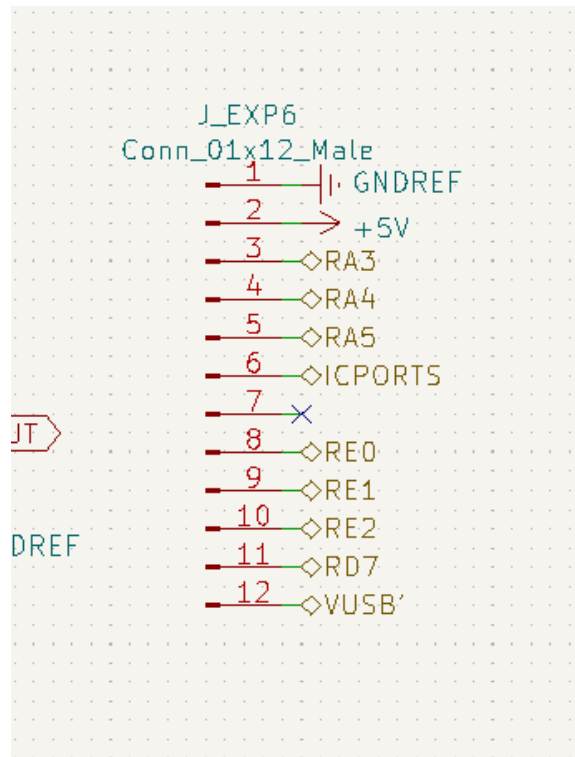 J_EXP6
Conn_01x12_Male
1 GNDREF
2 +5V
3 RA3
4 RA4
5 RA5
6 ICPORTS
7
UT
8 RE0
9 RE1
10 RE2
DREF
11 RD7
12 VUSB'